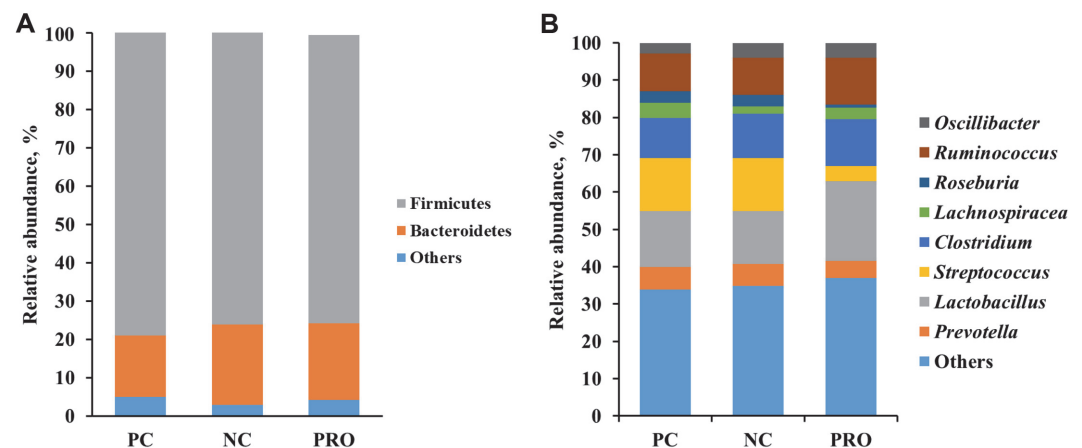 A
Relative abundance, %
100
90
80
70
60
50
40
30
20
10
0
PC NC PRO
Firmicutes
Bacteroidetes
Others
B
Relative abundance, %
100
90
80
70
60
50
40
30
20
10
0
PC NC PRO
Oscillibacter
Ruminococcus
Roseburia
Lachnospiracea
Clostridium
Streptococcus
Lactobacillus
Prevotella
Others